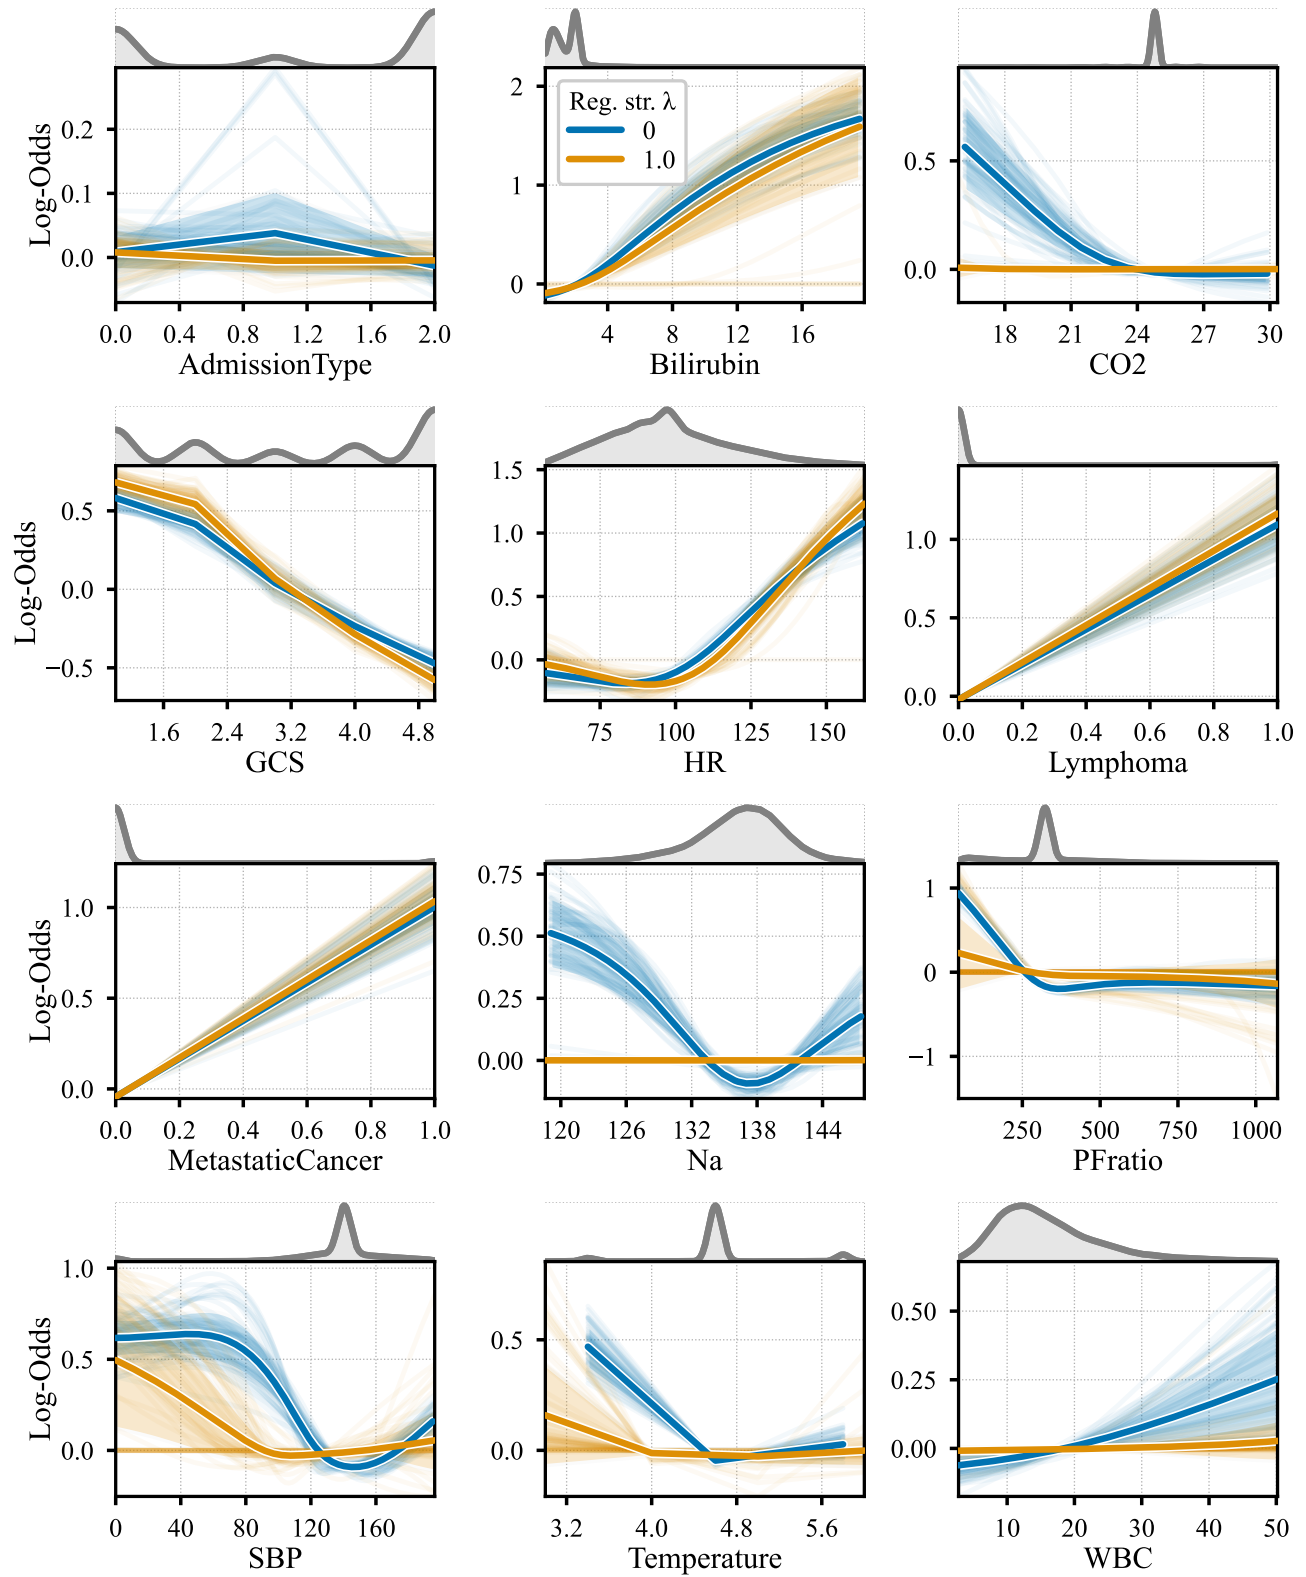 Log-Odds
0.2
0.1
0.0
0.0 0.4 0.8 1.2 1.6 2.0
AdmissionType
2
1
0
Reg. str. λ
0
1.0
4 8 12 16
Bilirubin
0.5
0.0
18 21 24 27 30
CO2
Log-Odds
0.5
0.0
−0.5
1.6 2.4 3.2 4.0 4.8
GCS
1.5
1.0
0.5
0.0
75 100 125 150
HR
1.0
0.5
0.0
0.0 0.2 0.4 0.6 0.8 1.0
Lymphoma
Log-Odds
1.0
0.5
0.0
0.0 0.2 0.4 0.6 0.8 1.0
MetastaticCancer
0.75
0.50
0.25
0.00
120 126 132 138 144
Na
1
0
−1
250 500 750 1000
PFratio
Log-Odds
1.0
0.5
0.0
0 40 80 120 160
SBP
0.5
0.0
3.2 4.0 4.8 5.6
Temperature
0.50
0.25
0.00
10 20 30 40 50
WBC